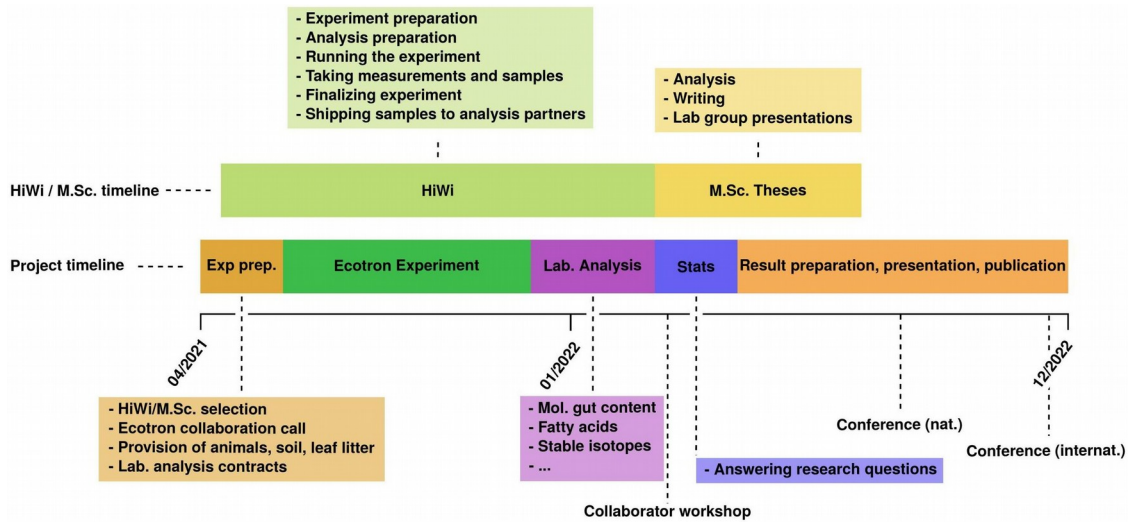 - Experiment preparation
- Analysis preparation
- Running the experiment
- Taking measurements and samples
- Finalizing experiment
- Shipping samples to analysis partners
- Analysis
- Writing
- Lab group presentations
HiWi / M.Sc. timeline
HiWi
M.Sc. Theses
Project timeline
Exp prep.
Ecotron Experiment
Lab. Analysis
Stats
Result preparation, presentation, publication
04/2021
01/2022
12/2022
- HiWi/M.Sc. selection
- Ecotron collaboration call
- Provision of animals, soil, leaf litter
- Lab. analysis contracts
- Mol. gut content
- Fatty acids
- Stable isotopes
- ...
Conference (nat.)
Conference (internat.)
- Answering research questions
Collaborator workshop